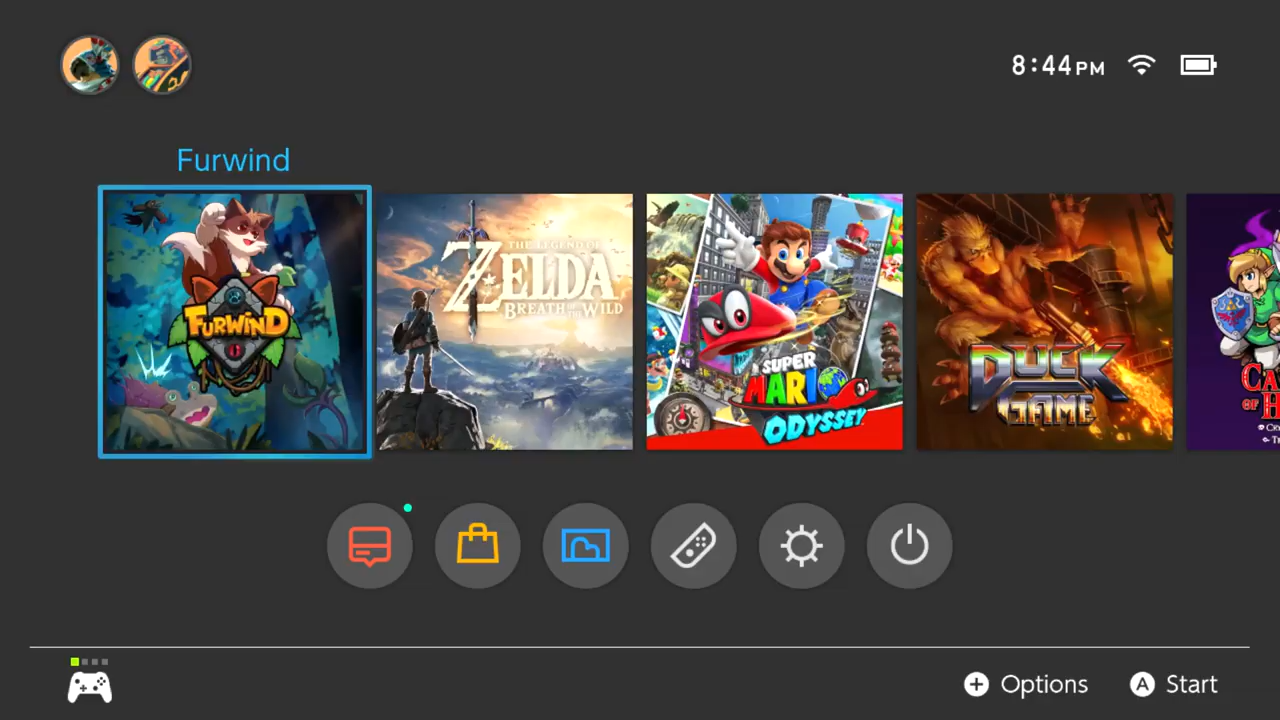 8:44PM
Furwind
FURWIND
THE LEGEND OF
ZELDA
BREATH OF THE WILD
SUPER
MARIO
ODYSSEY
DUCK
GAME
OF
Options
A Start